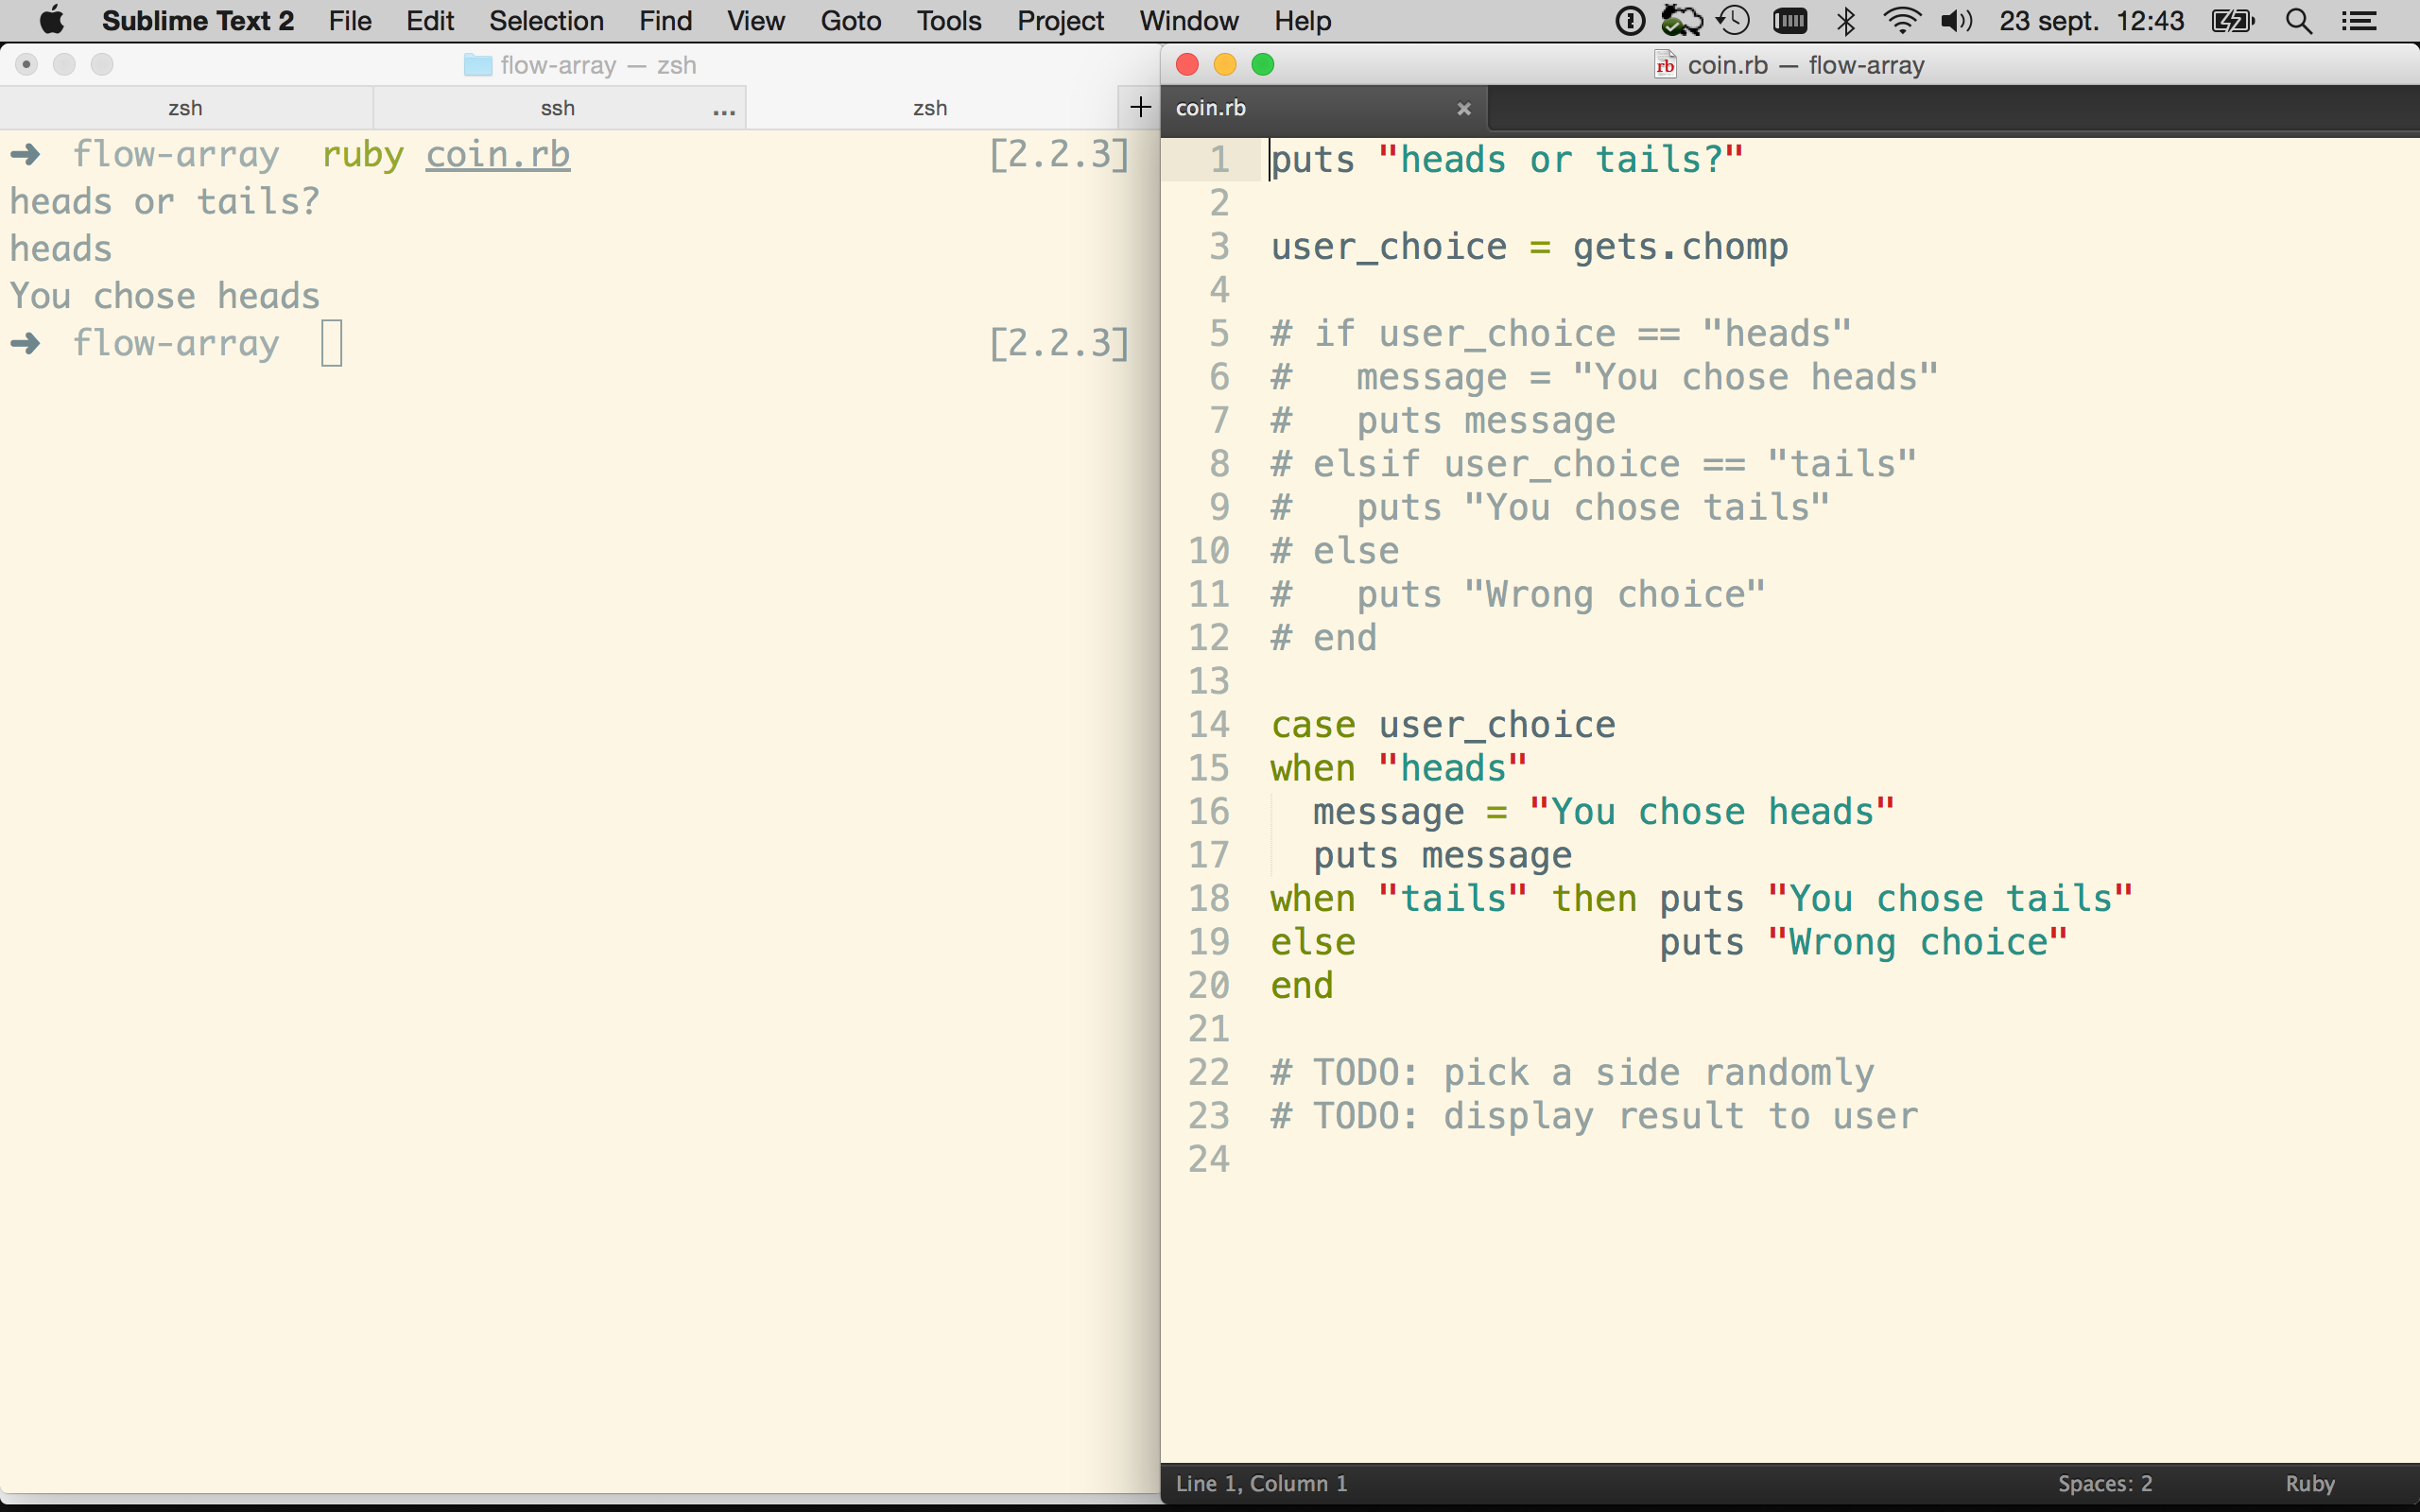 Sublime Text 2 File Edit Selection Find View Goto Tools Project Window Help 23 sept. 12:43
flow-array — zsh
zsh ssh ... zsh +
➜ flow-array ruby coin.rb [2.2.3]
heads or tails?
heads
You chose heads
➜ flow-array [2.2.3]
rb coin.rb — flow-array
coin.rb ×
1 puts "heads or tails?"
2
3 user_choice = gets.chomp
4
5 # if user_choice == "heads"
6 #   message = "You chose heads"
7 #   puts message
8 # elsif user_choice == "tails"
9 #   puts "You chose tails"
10 # else
11 #   puts "Wrong choice"
12 # end
13
14 case user_choice
15 when "heads"
16   message = "You chose heads"
17   puts message
18 when "tails" then puts "You chose tails"
19 else              puts "Wrong choice"
20 end
21
22 # TODO: pick a side randomly
23 # TODO: display result to user
24
Line 1, Column 1 Spaces: 2 Ruby